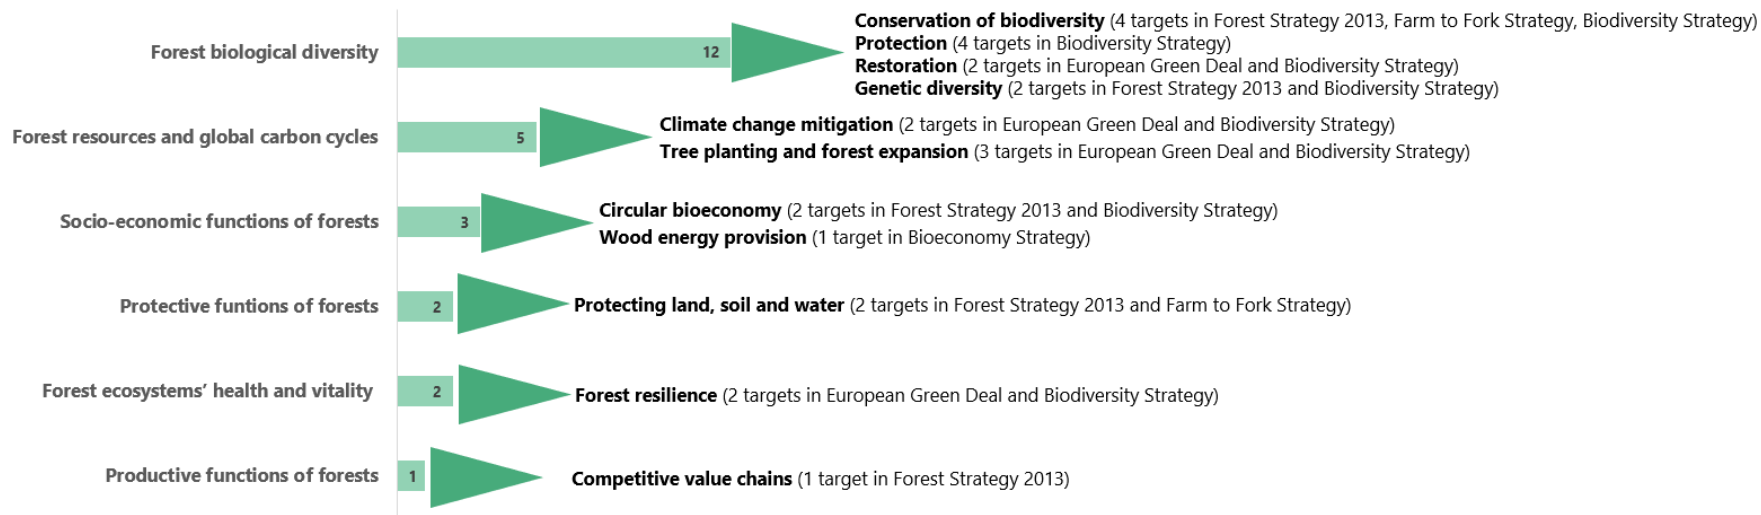 Forest biological diversity
12
Conservation of biodiversity (4 targets in Forest Strategy 2013, Farm to Fork Strategy, Biodiversity Strategy)
Protection (4 targets in Biodiversity Strategy)
Restoration (2 targets in European Green Deal and Biodiversity Strategy)
Genetic diversity (2 targets in Forest Strategy 2013 and Biodiversity Strategy)
Forest resources and global carbon cycles
5
Climate change mitigation (2 targets in European Green Deal and Biodiversity Strategy)
Tree planting and forest expansion (3 targets in European Green Deal and Biodiversity Strategy)
Socio-economic functions of forests
3
Circular bioeconomy (2 targets in Forest Strategy 2013 and Biodiversity Strategy)
Wood energy provision (1 target in Bioeconomy Strategy)
Protective funtions of forests
2
Protecting land, soil and water (2 targets in Forest Strategy 2013 and Farm to Fork Strategy)
Forest ecosystems’ health and vitality
2
Forest resilience (2 targets in European Green Deal and Biodiversity Strategy)
Productive functions of forests
1
Competitive value chains (1 target in Forest Strategy 2013)